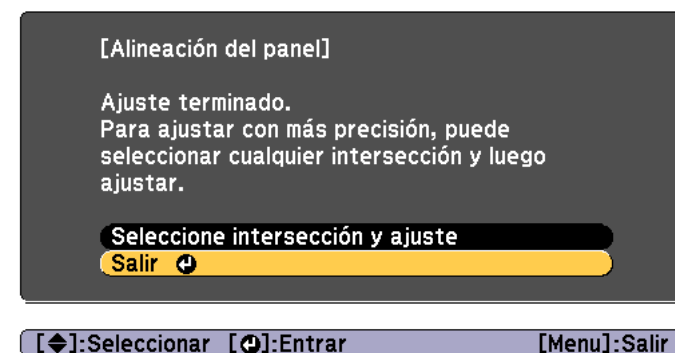 [Alineación del panel]
Ajuste terminado.
Para ajustar con más precisión, puede
seleccionar cualquier intersección y luego
ajustar.
Seleccione intersección y ajuste
Salir
[◆]:Seleccionar [↵]:Entrar [Menu]:Salir